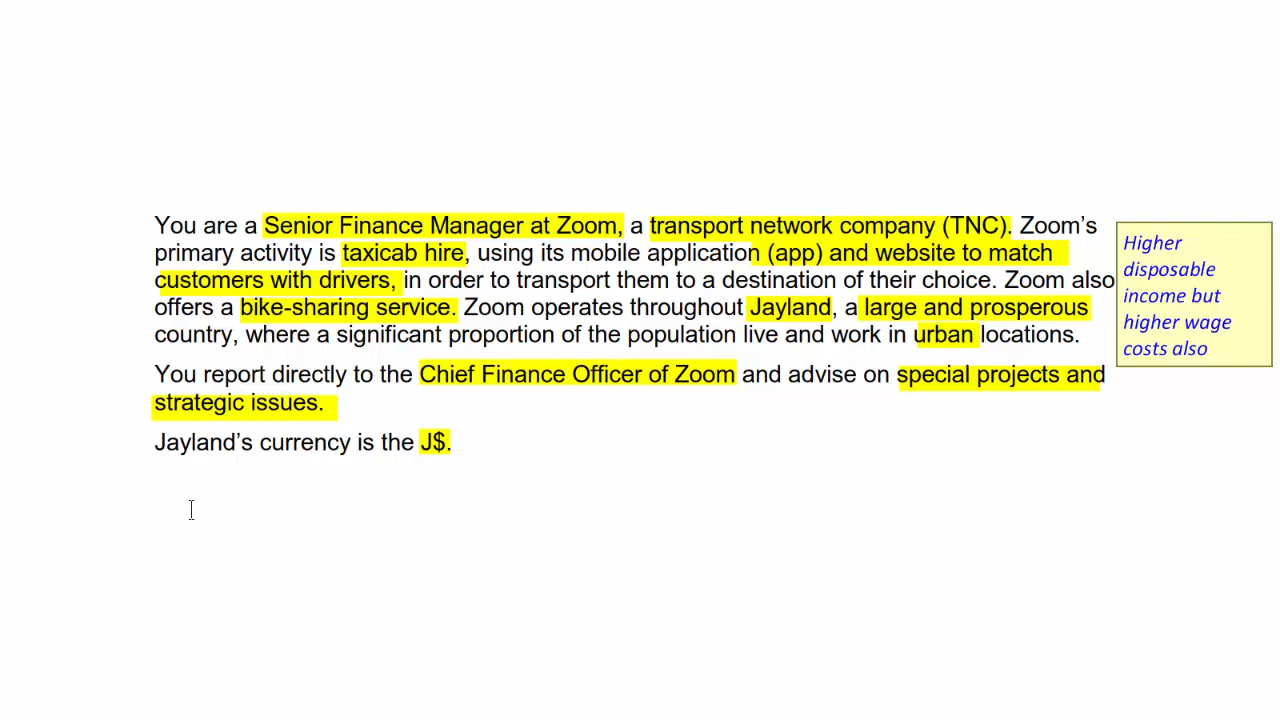 You are a Senior Finance Manager at Zoom, a transport network company (TNC). Zoom’s
primary activity is taxicab hire, using its mobile application (app) and website to match
customers with drivers, in order to transport them to a destination of their choice. Zoom also
offers a bike-sharing service. Zoom operates throughout Jayland, a large and prosperous
country, where a significant proportion of the population live and work in urban locations.
You report directly to the Chief Finance Officer of Zoom and advise on special projects and
strategic issues.
Jayland’s currency is the J$.
Higher
disposable
income but
higher wage
costs also